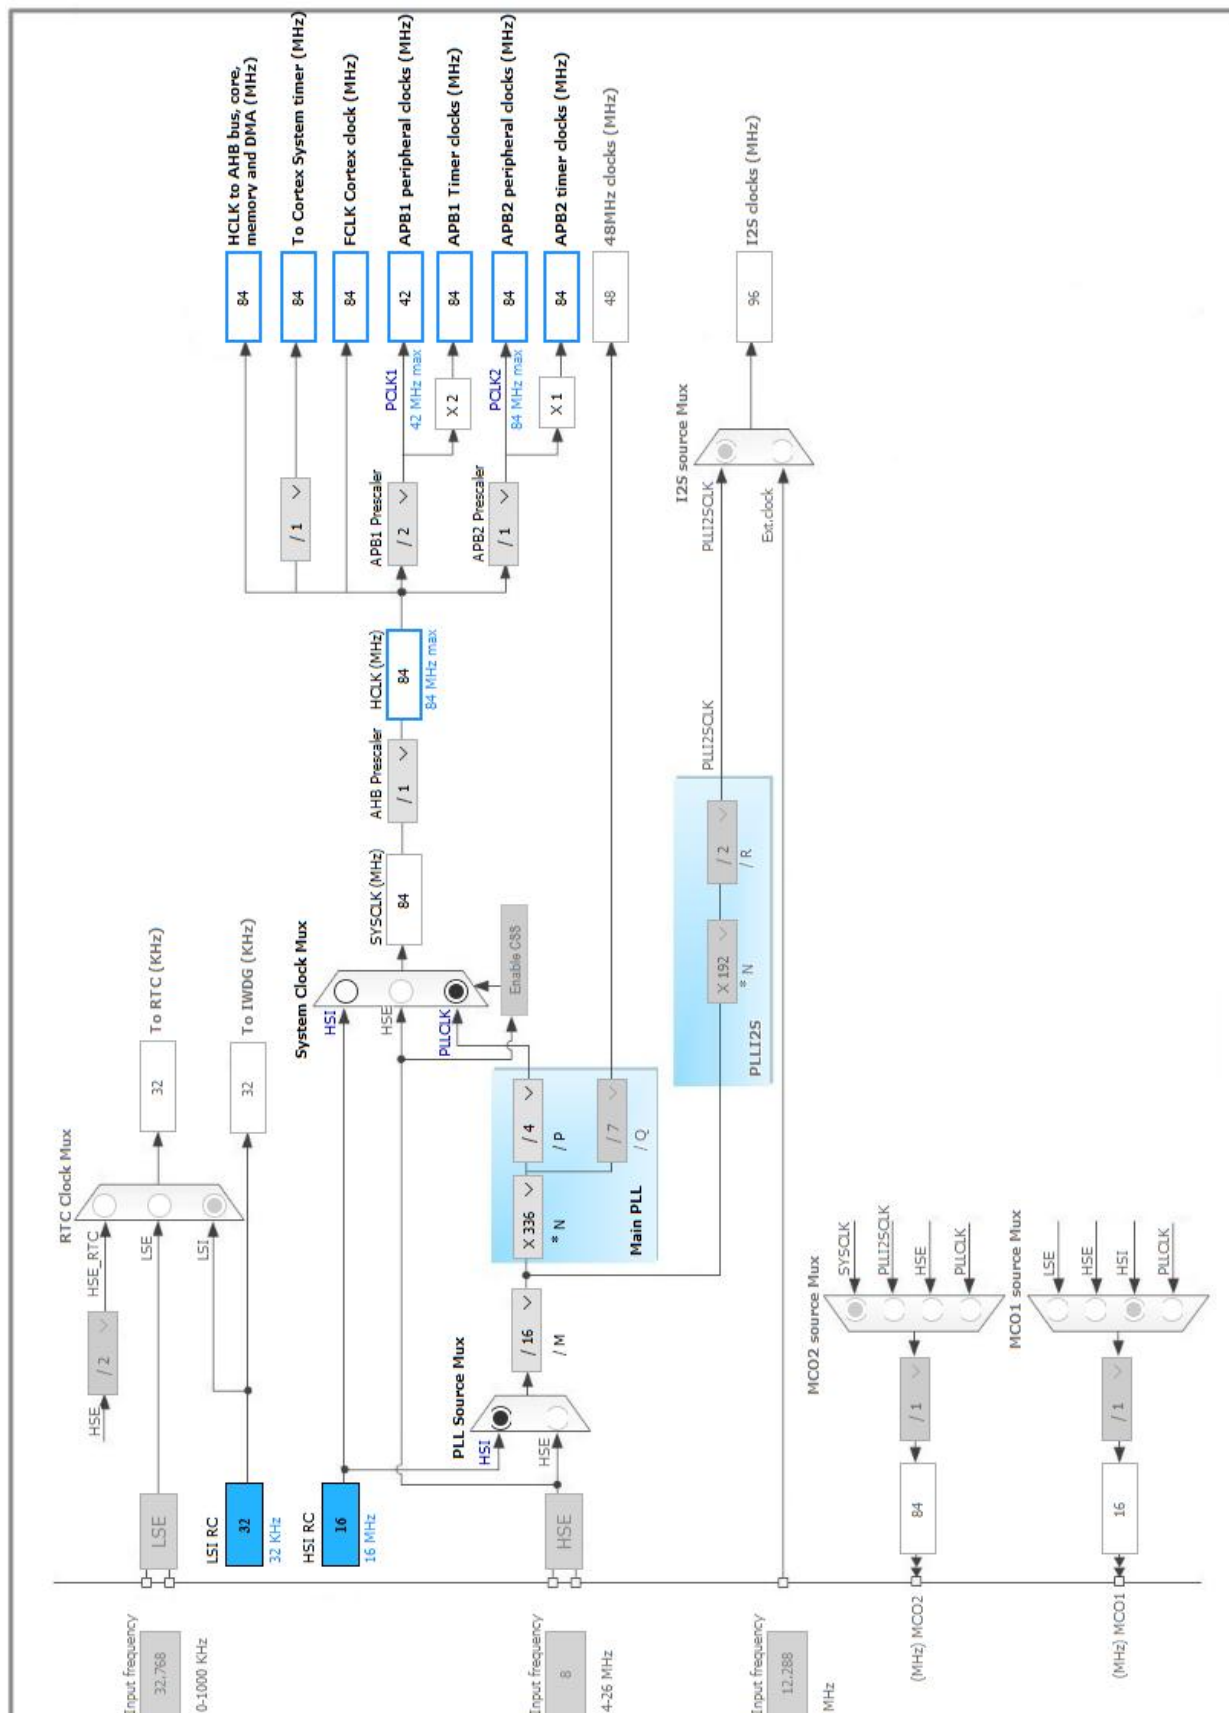 Input frequency
32.768
0-1000 KHz
LSE
HSE
/ 2
HSE_RTC
LSE
LSI
RTC Clock Mux
32
To RTC (KHz)
LSI RC
32
32 KHz
32
To IWDG (KHz)
HSI RC
16
16 MHz
System Clock Mux
HSI
HSE
PLLCLK
Enable CSS
SYSCLK (MHz)
84
AHB Prescaler
/ 1
HCLK (MHz)
84
84 MHz max
84
HCLK to AHB bus, core,
memory and DMA (MHz)
/ 1
84
To Cortex System timer (MHz)
84
FCLK Cortex clock (MHz)
APB1 Prescaler
/ 2
PCLK1
42 MHz max
42
APB1 peripheral clocks (MHz)
X 2
84
APB1 Timer clocks (MHz)
APB2 Prescaler
/ 1
PCLK2
84 MHz max
84
APB2 peripheral clocks (MHz)
X 1
84
APB2 timer clocks (MHz)
48
48MHz clocks (MHz)
Input frequency
8
4-26 MHz
HSE
PLL Source Mux
HSI
HSE
/ 16
/ M
X 336
* N
/ 4
/ P
/ 7
/ Q
Main PLL
PLLI2S
X 192
* N
/ 2
/ R
PLLI2SCLK
PLLI2SCLK
Ext.clock
I2S source Mux
96
I2S clocks (MHz)
Input frequency
12.288
MHz
MCO2 source Mux
SYSCLK
PLLI2SCLK
HSE
PLLCLK
/ 1
84
(MHz) MCO2
MCO1 source Mux
LSE
HSE
HSI
PLLCLK
/ 1
16
(MHz) MCO1